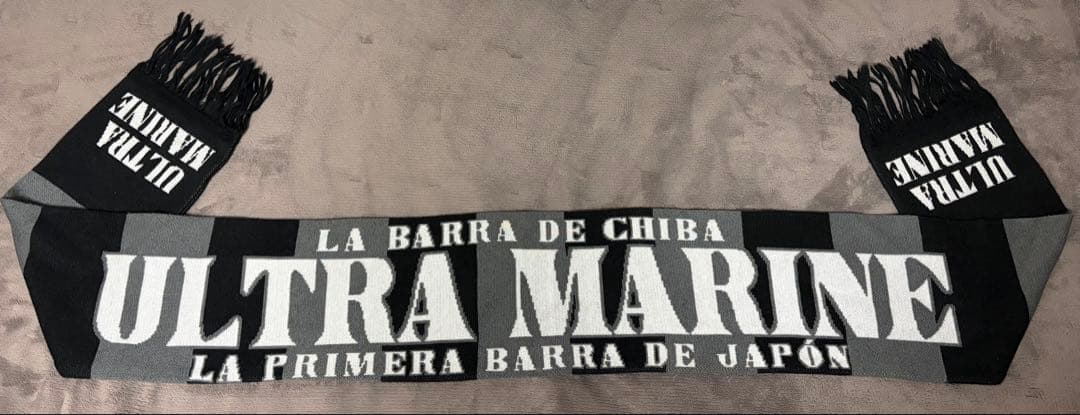 ULTRA
MARINE
ULTRA
MARINE
LA BARRA DE CHIBA
ULTRA MARINE
LA PRIMERA BARRA DE JAPÓN